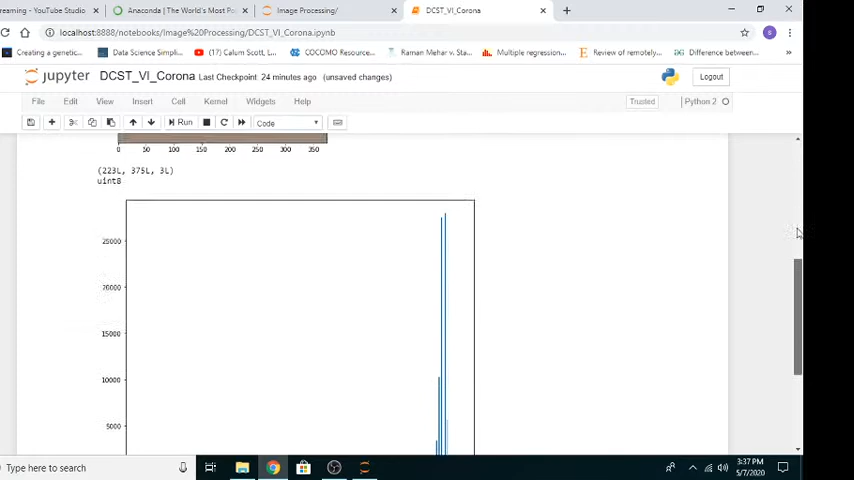 reaming - YouTube Studio × Anaconda | The World's Most Po × Image Processing/ × DCST_VI_Corona × +
localhost:8888/notebooks/Image%20Processing/DCST_VI_Corona.ipynb
Creating a genetic... Data Science Simpli... (17) Calum Scott, L... COCOMO Resource... Raman Mehar v. Sta... Multiple regression... Review of remotely... Difference between... »
jupyter DCST_VI_Corona Last Checkpoint: 24 minutes ago (unsaved changes) Logout
File Edit View Insert Cell Kernel Widgets Help Trusted Python 2
Run Code
0 50 100 150 200 250 300 350
(223L, 375L, 3L)
uint8
25000
20000
15000
10000
5000
Type here to search
3:37 PM
5/7/2020